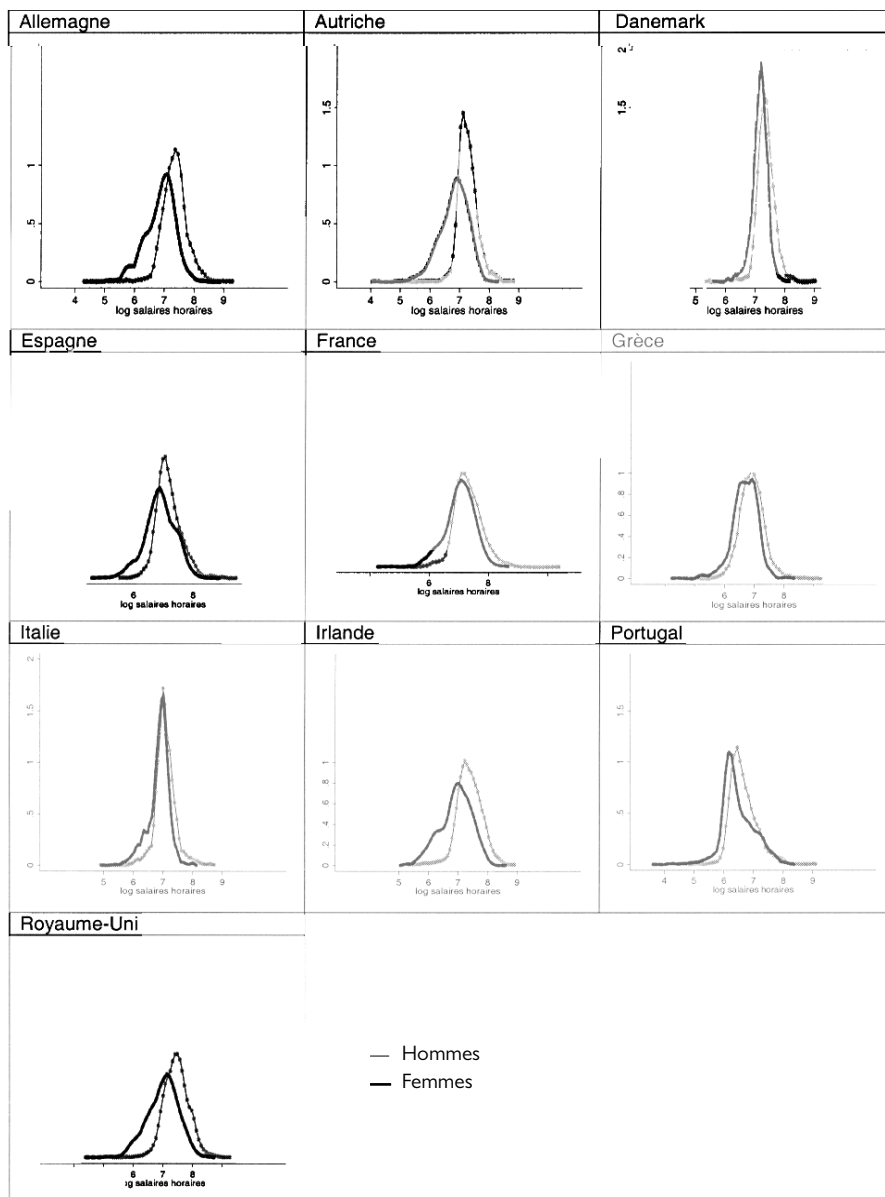 Allemagne
Autriche
Danemark
0 .5 1
4 5 6 7 8 9
log salaires horaires
0 .5 1 1.5
4 5 6 7 8 9
log salaires horaires
1.5 2
5 6 7 8 9
log salaires horaires
Espagne
France
Grèce
6 8
log salaires horaires
6 8
log salaires horaires
0 .2 .4 .6 .8 1
6 7 8
log salaires horaires
Italie
Irlande
Portugal
0 .5 1 1.5 2
5 6 7 8 9
log salaires horaires
0 .2 .4 .6 .8 1
5 6 7 8 9
log salaires horaires
0 .5 1 1.5
4 5 6 7 8 9
log salaires horaires
Royaume-Uni
6 7 8
salaires horaires
Hommes
Femmes